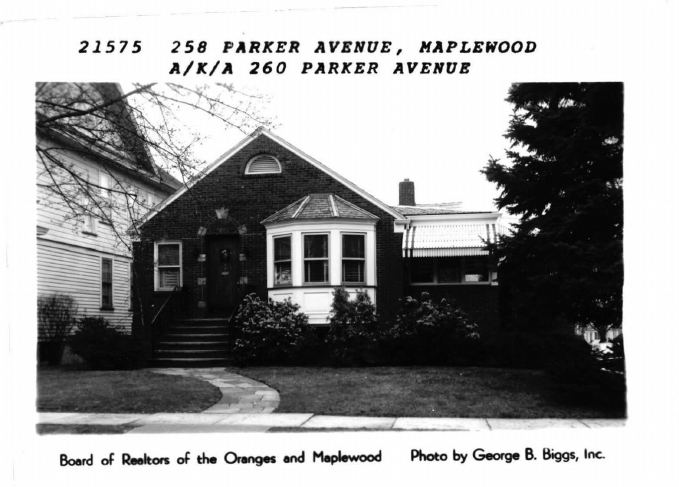 21575 258 PARKER AVENUE, MAPLEWOOD
A/K/A 260 PARKER AVENUE
Board of Realtors of the Oranges and Maplewood Photo by George B. Biggs, Inc.